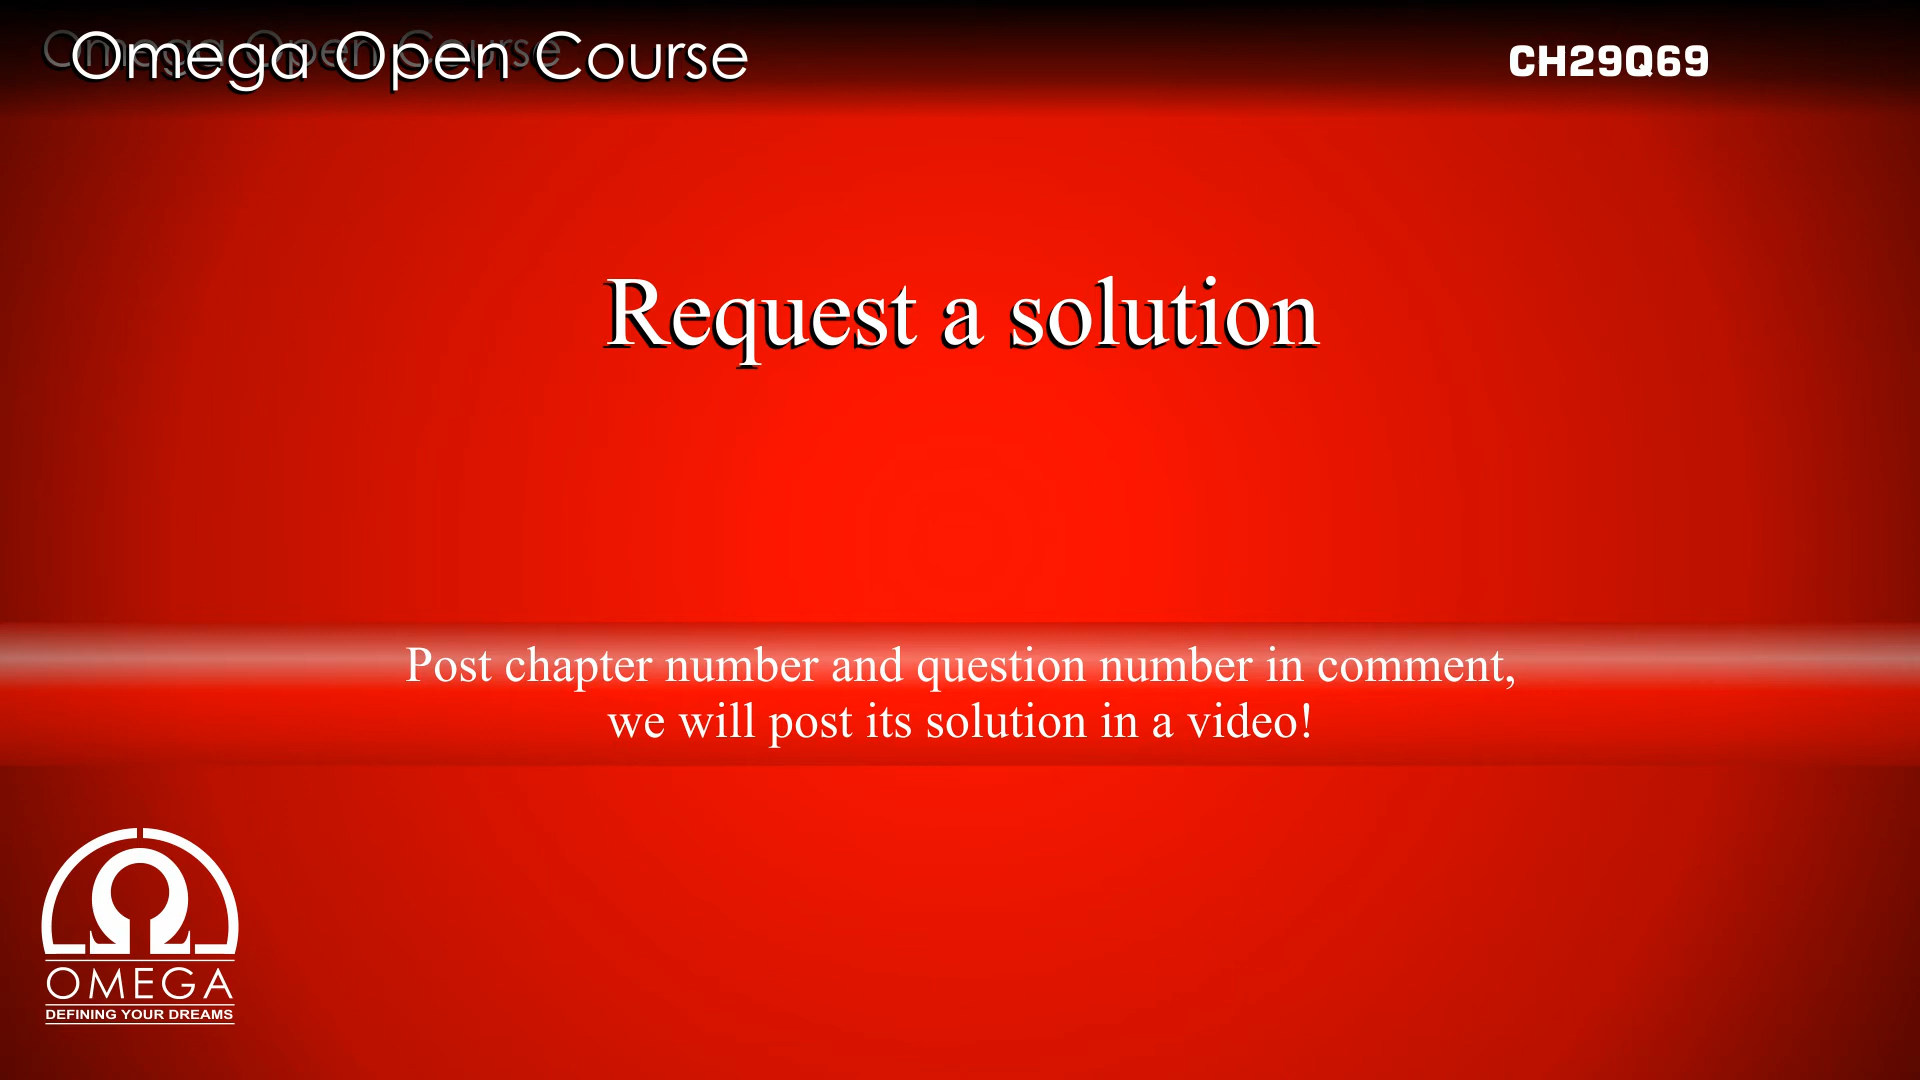 Omega Open Course
CH29Q69
Request a solution
Post chapter number and question number in comment,
we will post its solution in a video!
Ω
OMEGA
DEFINING YOUR DREAMS